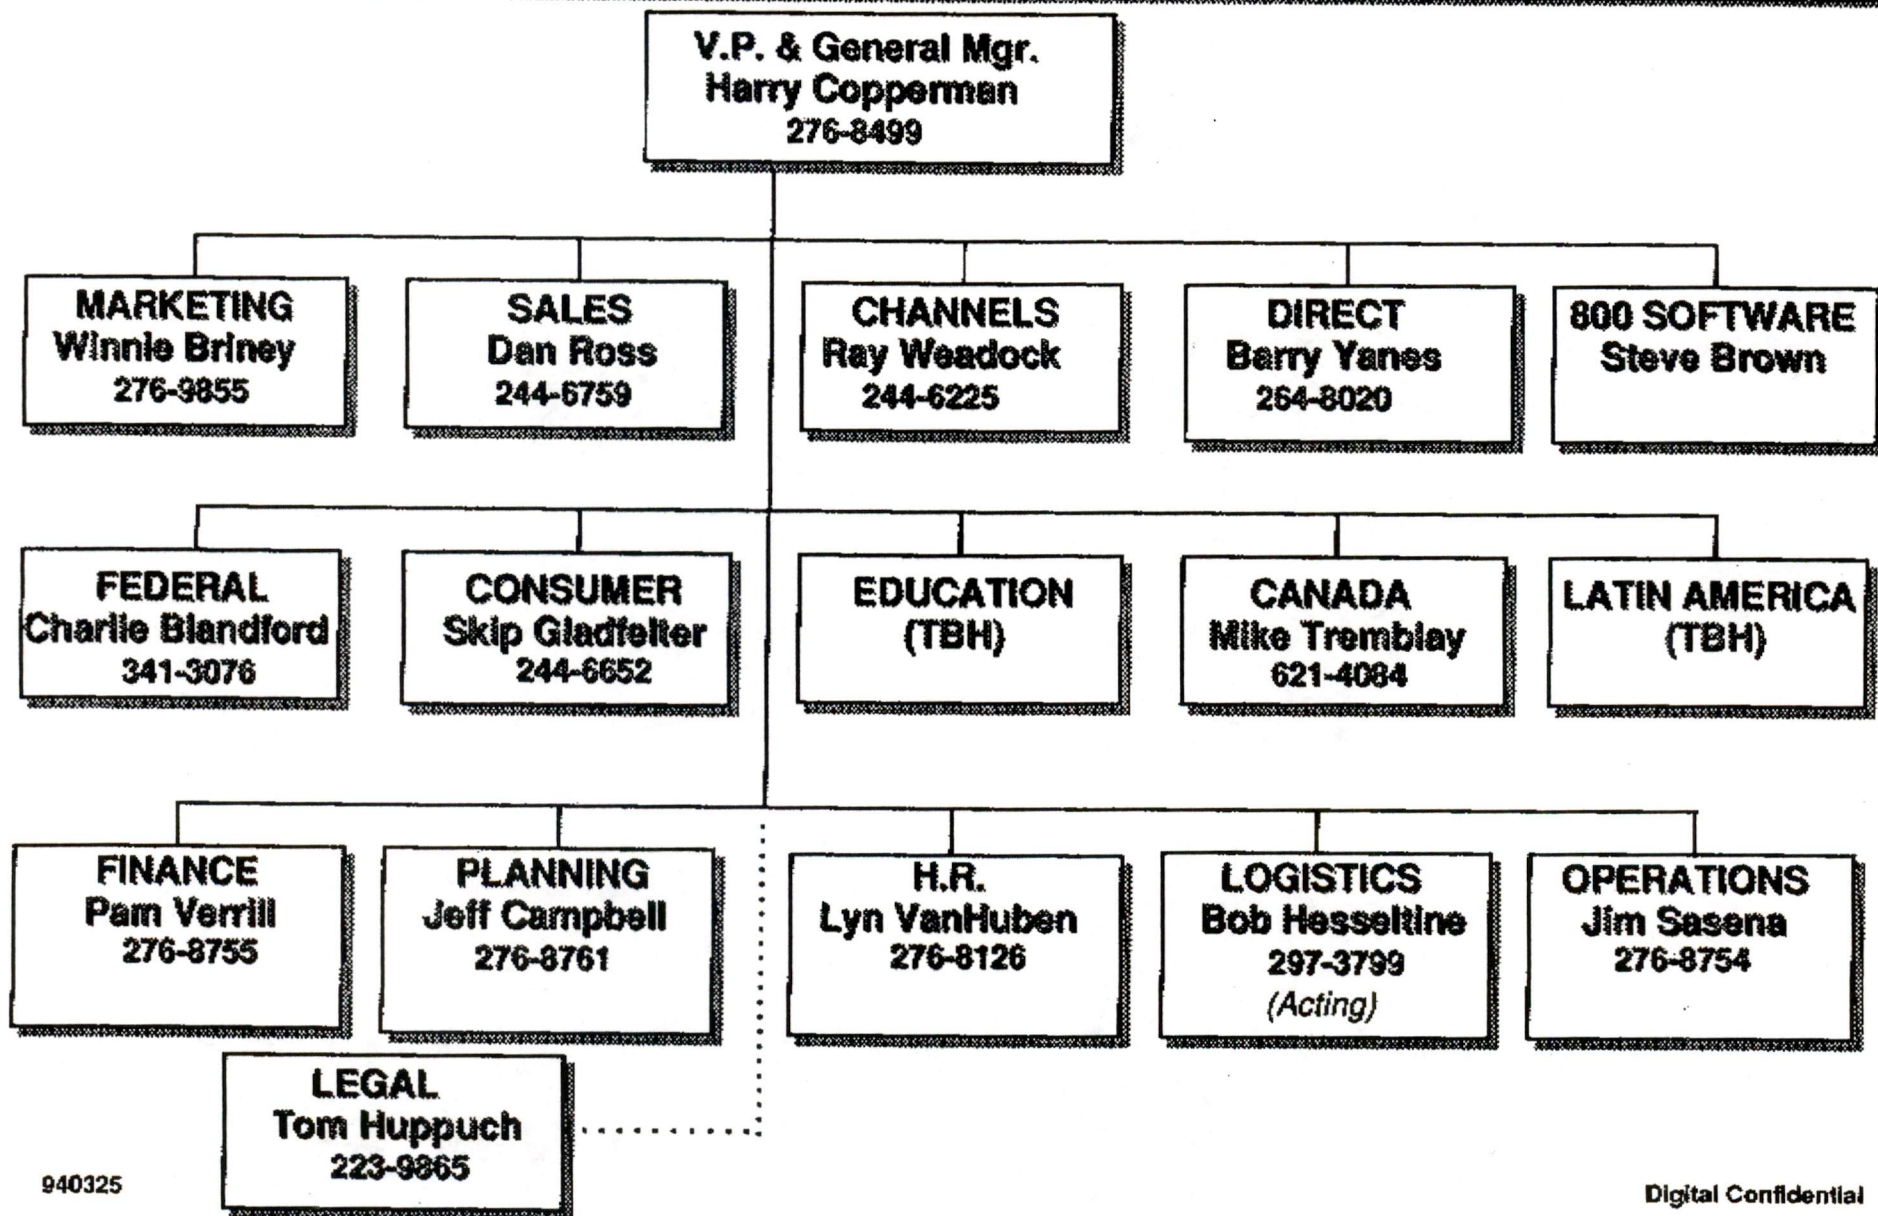 V.P. & General Mgr.
Harry Copperman
276-8499
MARKETING
Winnie Briney
276-9855
SALES
Dan Ross
244-6759
CHANNELS
Ray Weadock
244-6225
DIRECT
Barry Yanes
264-8020
800 SOFTWARE
Steve Brown
FEDERAL
Charlie Blandford
341-3076
CONSUMER
Skip Gladfelter
244-6652
EDUCATION
(TBH)
CANADA
Mike Tremblay
621-4084
LATIN AMERICA
(TBH)
FINANCE
Pam Verrill
276-8755
PLANNING
Jeff Campbell
276-8761
H.R.
Lyn VanHuben
276-8126
LOGISTICS
Bob Hesseltine
297-3799
(Acting)
OPERATIONS
Jim Sasena
276-8754
LEGAL
Tom Huppuch
223-9865
940325
Digital Confidential